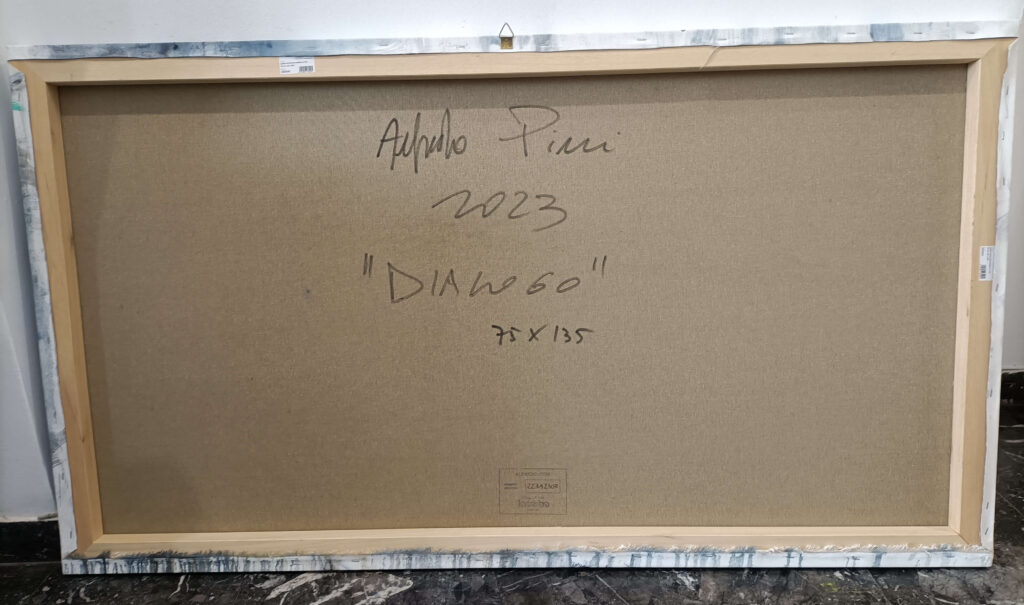 Alfredo Pini
2023
"DIALOGO"
75 X 135